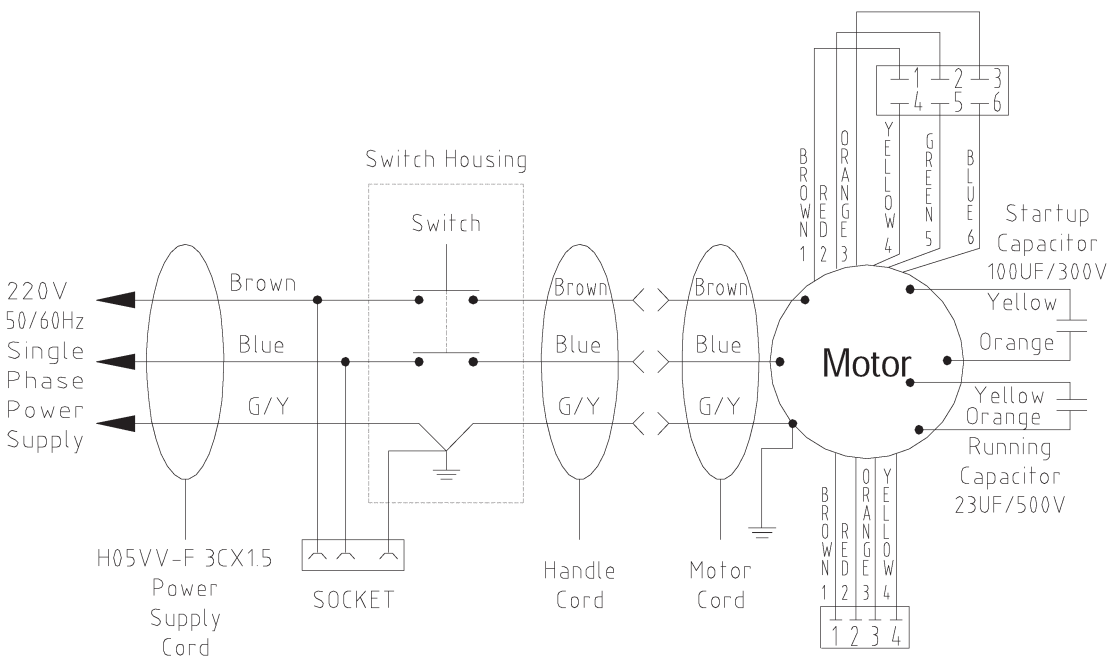 220V
50/60Hz
Single
Phase
Power
Supply
Brown
Blue
G/Y
H05VV-F 3CX1.5
Power
Supply
Cord
Switch Housing
Switch
SOCKET
Brown
Blue
G/Y
Handle
Cord
Brown
Blue
G/Y
Motor
Cord
Motor
BROWN 1
RED 2
ORANGE 3
YELLOW 4
GREEN 5
BLUE 6
1 2 3
4 5 6
Startup
Capacitor
100UF/300V
Yellow
Orange
Yellow
Orange
Running
Capacitor
23UF/500V
BROWN 1
RED 2
ORANGE 3
YELLOW 4
1 2 3 4